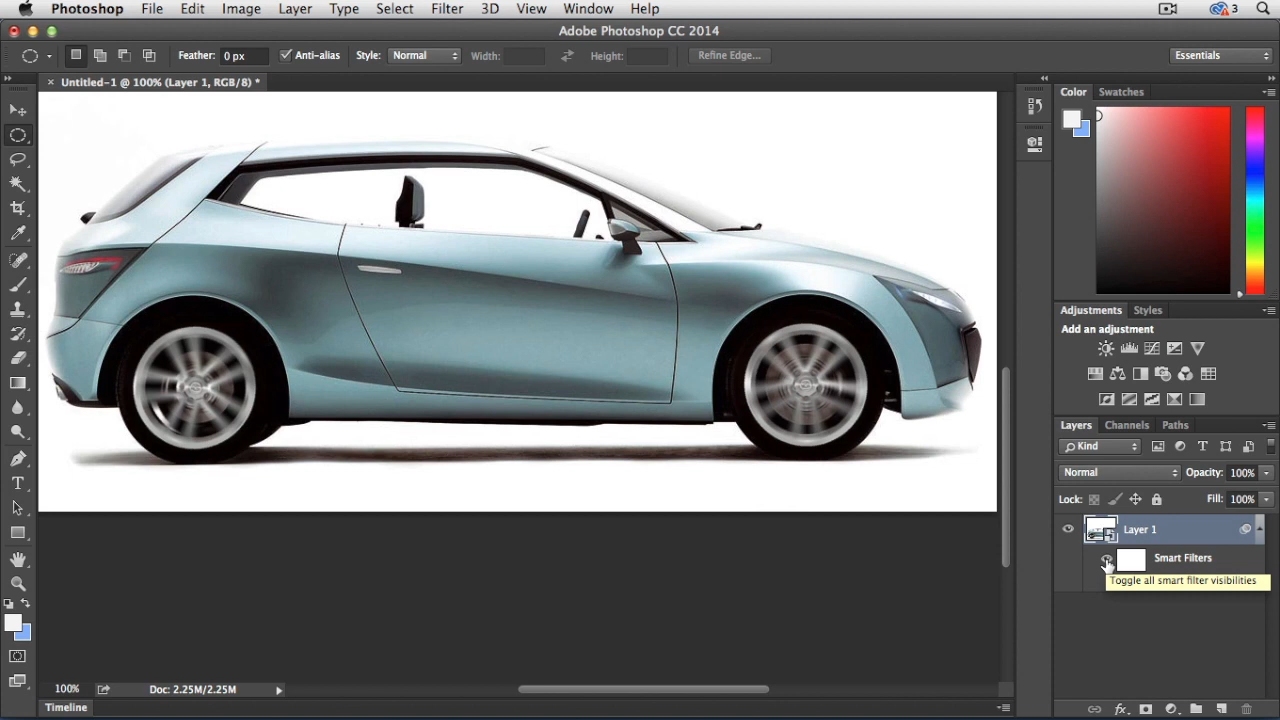 Photoshop File Edit Image Layer Type Select Filter 3D View Window Help 3
Adobe Photoshop CC 2014
Feather: 0 px Anti-alias Style: Normal Width: Height: Refine Edge... Essentials
× Untitled-1 @ 100% (Layer 1, RGB/8) *
Color Swatches
Adjustments Styles
Add an adjustment
Layers Channels Paths
Kind
Normal Opacity: 100%
Lock: Fill: 100%
Layer 1
Smart Filters
Toggle all smart filter visibilities
100% Doc: 2.25M/2.25M
Timeline
fx